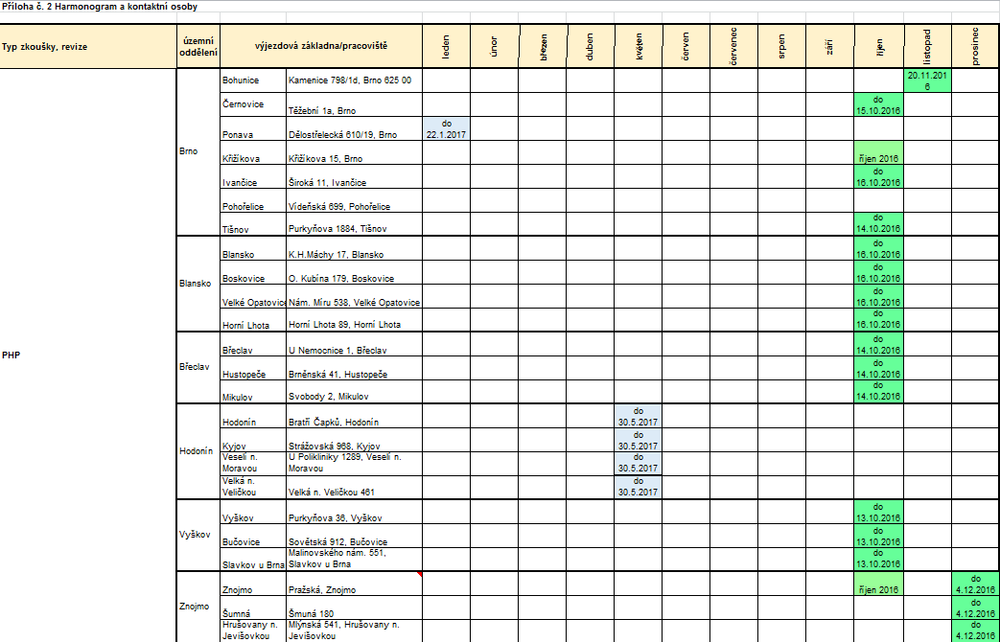 Příloha č. 2 Harmonogram a kontaktní osoby
Typ zkoušky, revize
územní
oddělení
výjezdová základna/pracoviště
leden
únor
březen
duben
květen
červen
červenec
srpen
září
říjen
listopad
prosinec
PHP
Brno
Bohunice Kamenice 798/1d, Brno 625 00
20.11.201
6
Černovice Těžební 1a, Brno
do
15.10.2016
Ponava Dělostřelecká 610/19, Brno
do
22.1.2017
Křižíkova Křižíkova 15, Brno říjen 2016
Ivančice Široká 11, Ivančice
do
16.10.2016
Pohořelice Vídeňská 699, Pohořelice
Tišnov Purkyňova 1884, Tišnov
do
14.10.2016
Blansko
Blansko K.H.Máchy 17, Blansko
do
16.10.2016
Boskovice O. Kubína 179, Boskovice
do
16.10.2016
Velké Opatovice Nám. Míru 538, Velké Opatovice
do
16.10.2016
Horní Lhota Horní Lhota 89, Horní Lhota
do
16.10.2016
Břeclav
Břeclav U Nemocnice 1, Břeclav
do
14.10.2016
Hustopeče Brněnská 41, Hustopeče
do
14.10.2016
Mikulov Svobody 2, Mikulov
do
14.10.2016
Hodonín
Hodonín Bratří Čapků, Hodonín
do
30.5.2017
Kyjov Strážovská 968, Kyjov
do
30.5.2017
Veselí n.
Moravou
U Polikliniky 1289, Veselí n.
Moravou
do
30.5.2017
Velká n.
Veličkou
Velká n. Veličkou 461
do
30.5.2017
Vyškov
Vyškov Purkyňova 36, Vyškov
do
13.10.2016
Bučovice Sovětská 912, Bučovice
do
13.10.2016
Slavkov u Brna
Malinovského nám. 551,
Slavkov u Brna
do
13.10.2016
Znojmo
Znojmo Pražská, Znojmo říjen 2016
do
4.12.2016
Šumná Šmuná 180
do
4.12.2016
Hrušovany n.
Jevišovkou
Mlýnská 541, Hrušovany n.
Jevišovkou
do
4.12.2016